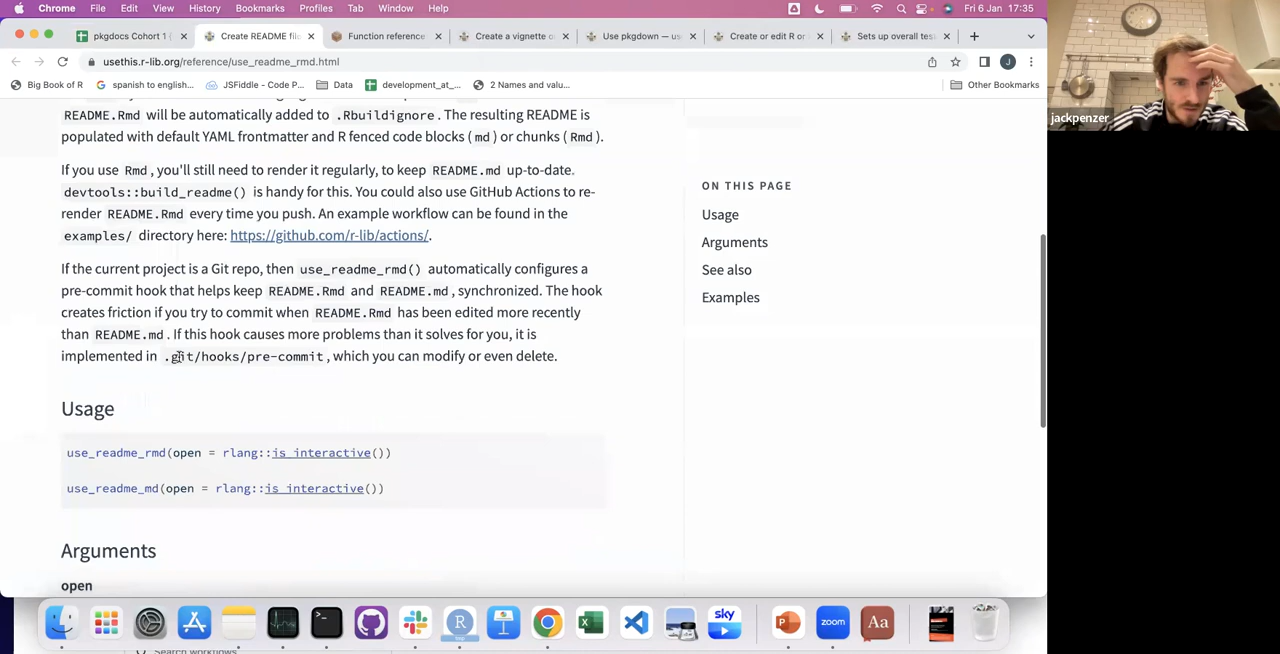 Chrome File Edit View History Bookmarks Profiles Tab Window Help Fri 6 Jan 17:35
pkgdocs Cohort 1 ( Create README files Function reference Create a vignette o Use pkgdown — us Create or edit R or Sets up overall tes
usethis.r-lib.org/reference/use_readme_rmd.html J
Big Book of R spanish to english... JSFiddle - Code P... Data development_at_... 2 Names and valu... Other Bookmarks
README.Rmd will be automatically added to .Rbuildignore. The resulting README is
populated with default YAML frontmatter and R fenced code blocks (md) or chunks (Rmd).
If you use Rmd, you'll still need to render it regularly, to keep README.md up-to-date.
devtools::build_readme() is handy for this. You could also use GitHub Actions to re-
render README.Rmd every time you push. An example workflow can be found in the
examples/ directory here: https://github.com/r-lib/actions/.
If the current project is a Git repo, then use_readme_rmd() automatically configures a
pre-commit hook that helps keep README.Rmd and README.md, synchronized. The hook
creates friction if you try to commit when README.Rmd has been edited more recently
than README.md. If this hook causes more problems than it solves for you, it is
implemented in .git/hooks/pre-commit, which you can modify or even delete.
Usage
use_readme_rmd(open = rlang::is_interactive())
use_readme_md(open = rlang::is_interactive())
Arguments
open
ON THIS PAGE
Usage
Arguments
See also
Examples
jackpenzer
sky
zoom
Aa
Search workflows